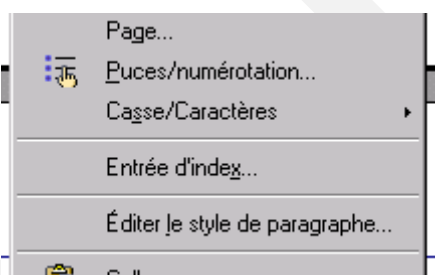 Page...
Puces/numérotation...
Casse/Caractères
Entrée d'index...
Éditer le style de paragraphe...